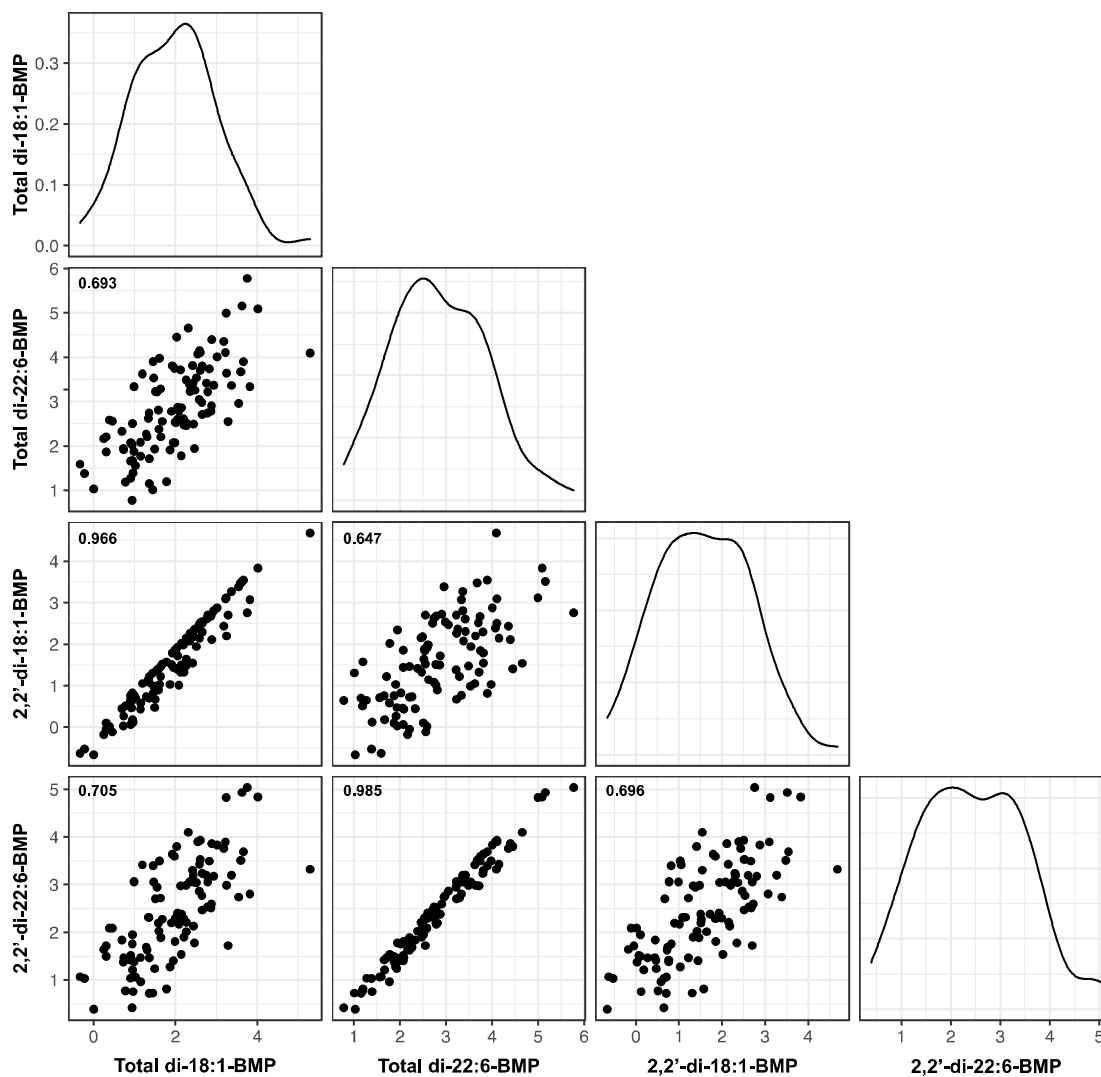 Total di-18:1-BMP
0.3
0.2
0.1
0.0
Total di-22:6-BMP
6
5
4
3
2
1
0.693
2,2’-di-18:1-BMP
4
3
2
1
0
0.966
0.647
2,2’-di-22:6-BMP
5
4
3
2
1
0.705
0.985
0.696
0 2 4
1 2 3 4 5 6
0 1 2 3 4
1 2 3 4 5
Total di-18:1-BMP
Total di-22:6-BMP
2,2’-di-18:1-BMP
2,2’-di-22:6-BMP